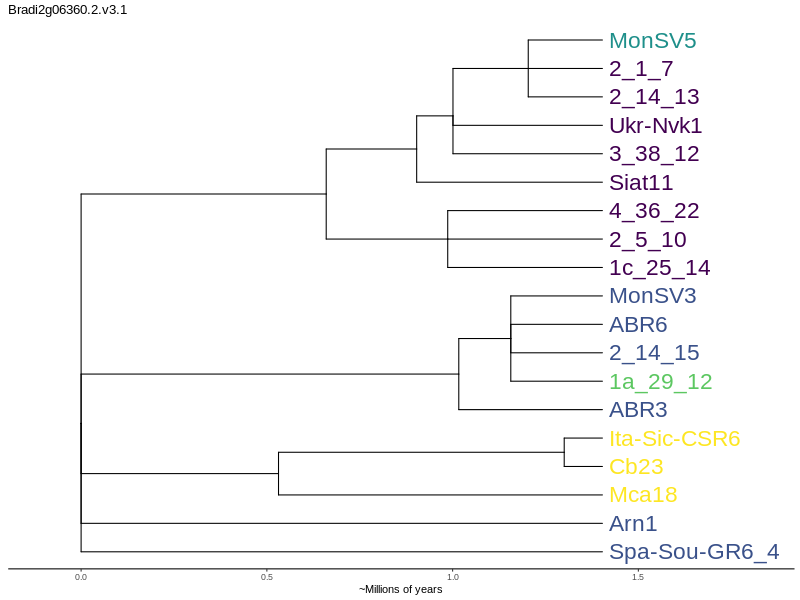 Bradi2g06360.2.v3.1
MonSV5
2_1_7
2_14_13
Ukr-Nvk1
3_38_12
Siat11
4_36_22
2_5_10
1c_25_14
MonSV3
ABR6
2_14_15
1a_29_12
ABR3
Ita-Sic-CSR6
Cb23
Mca18
Arn1
Spa-Sou-GR6_4
0.0 0.5 1.0 1.5
~Millions of years